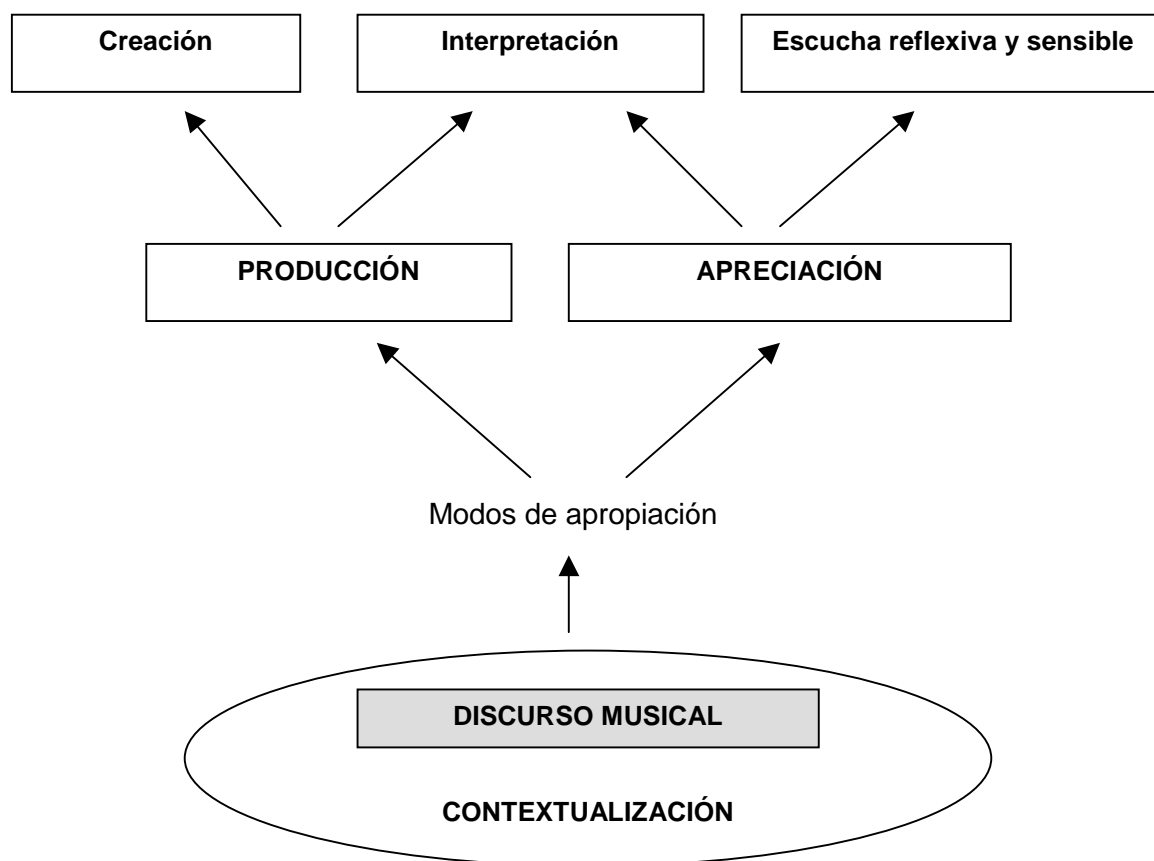 Creación
Interpretación
Escucha reflexiva y sensible
PRODUCCIÓN
APRECIACIÓN
Modos de apropiación
DISCURSO MUSICAL
CONTEXTUALIZACIÓN